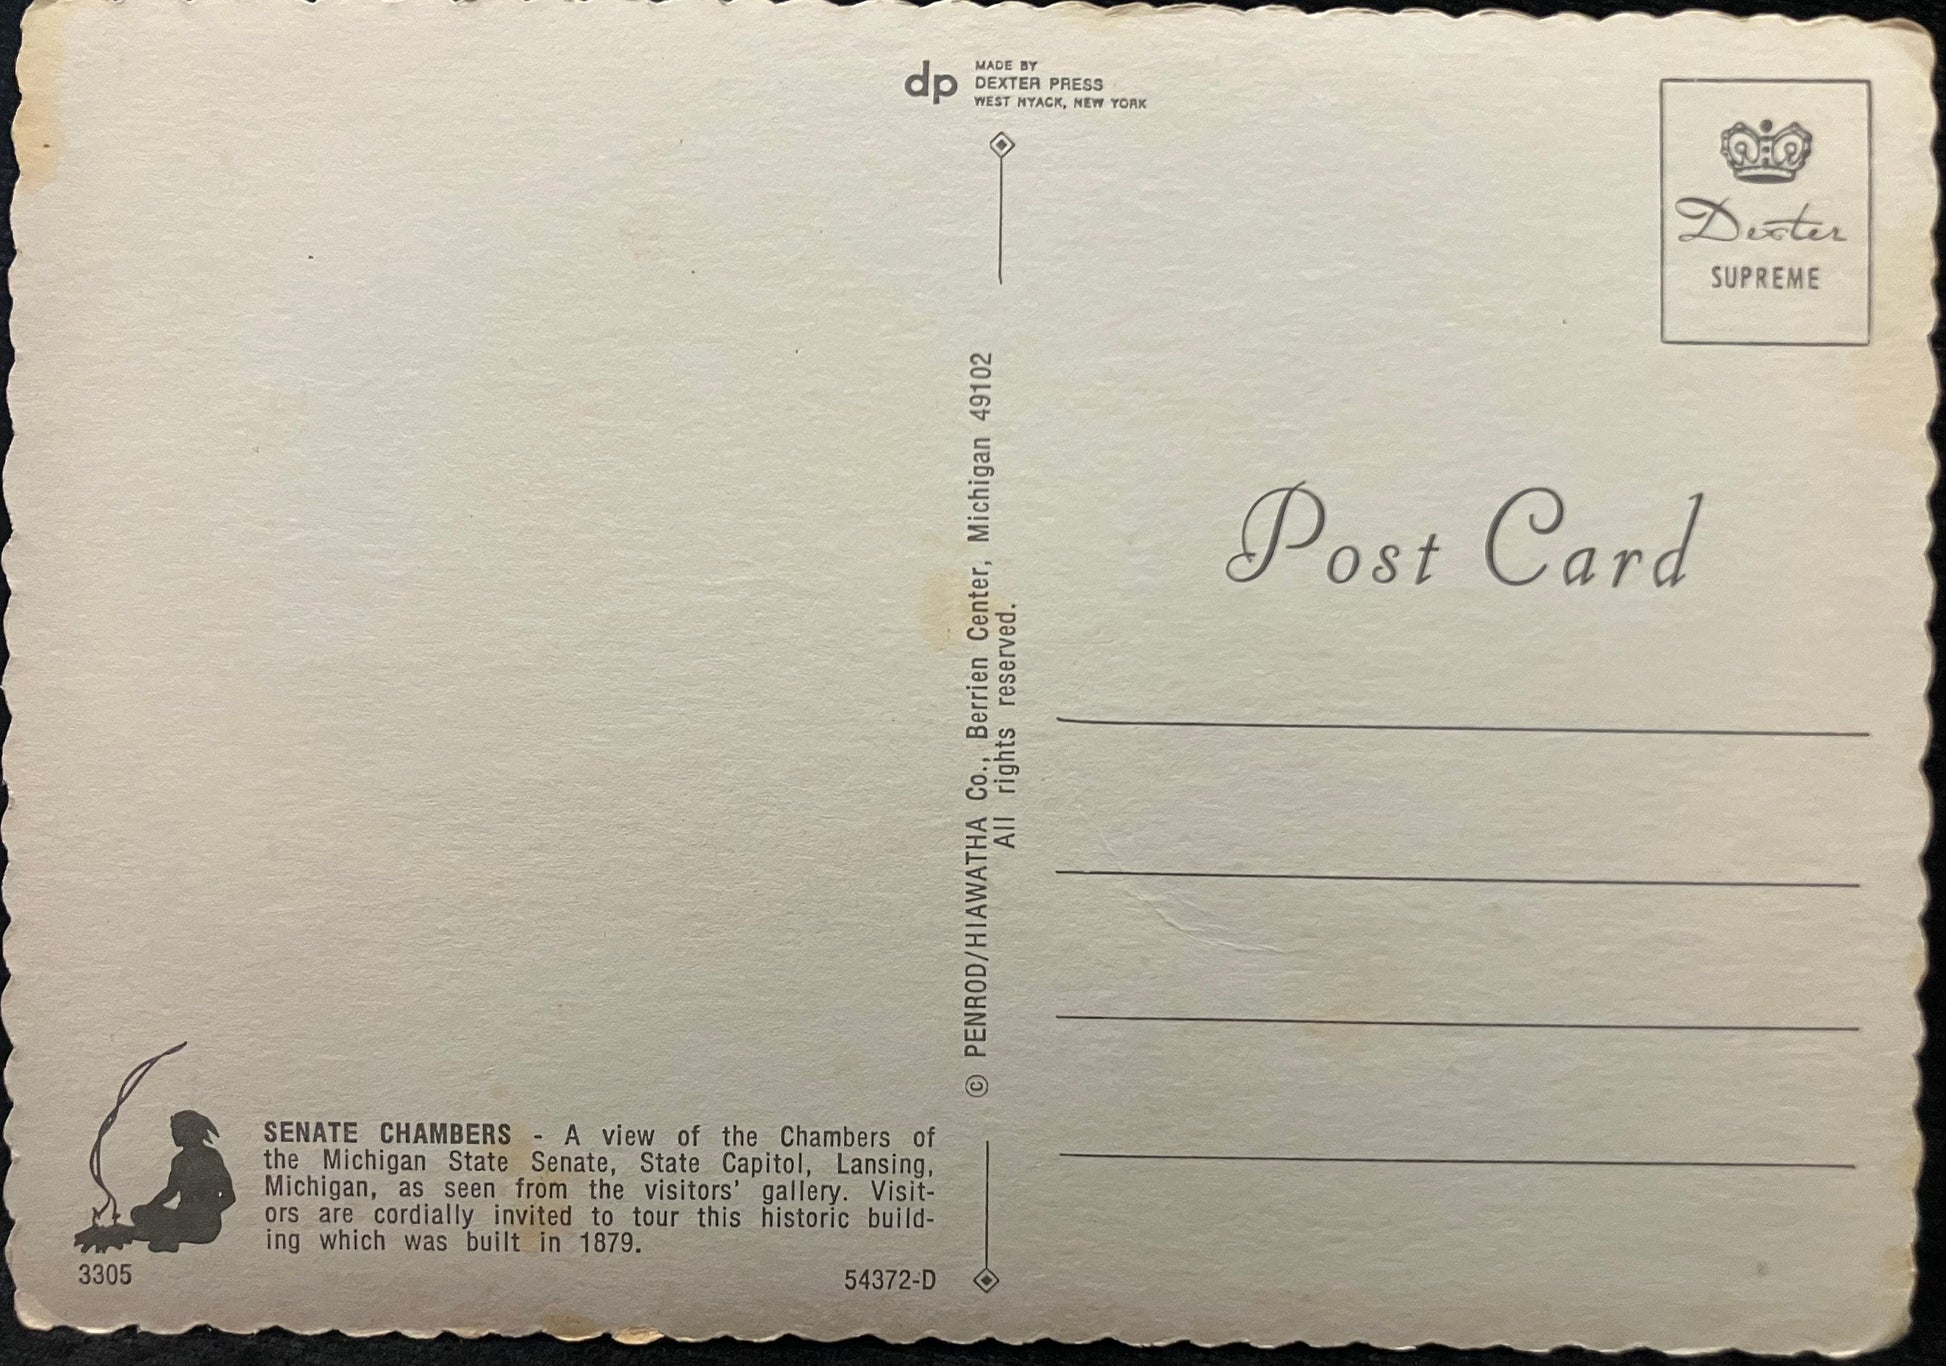 dp
MADE BY
DEXTER PRESS
WEST NYACK, NEW YORK
Dexter
SUPREME
Post Card
© PENROD/HIAWATHA Co., Berrien Center, Michigan 49102
All rights reserved.
SENATE CHAMBERS - A view of the Chambers of
the Michigan State Senate, State Capitol, Lansing,
Michigan, as seen from the visitors' gallery. Visit-
ors are cordially invited to tour this historic build-
ing which was built in 1879.
3305
54372-D